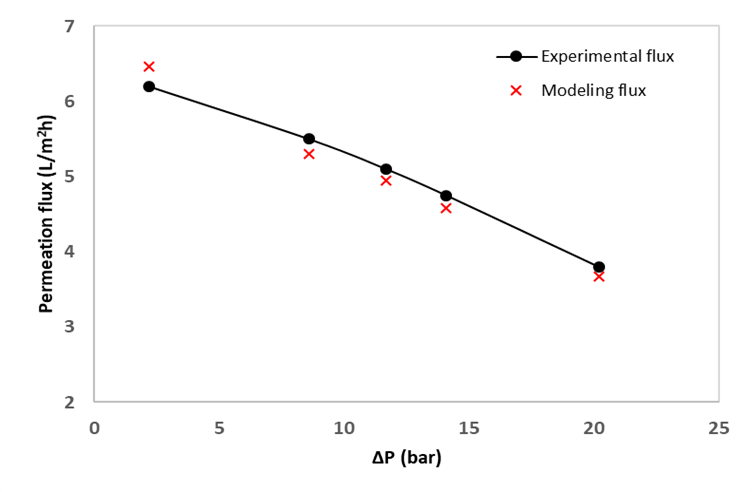 7
6
5
4
3
2
0 5 10 15 20 25
Permeation flux (L/m²h)
ΔP (bar)
Experimental flux
Modeling flux